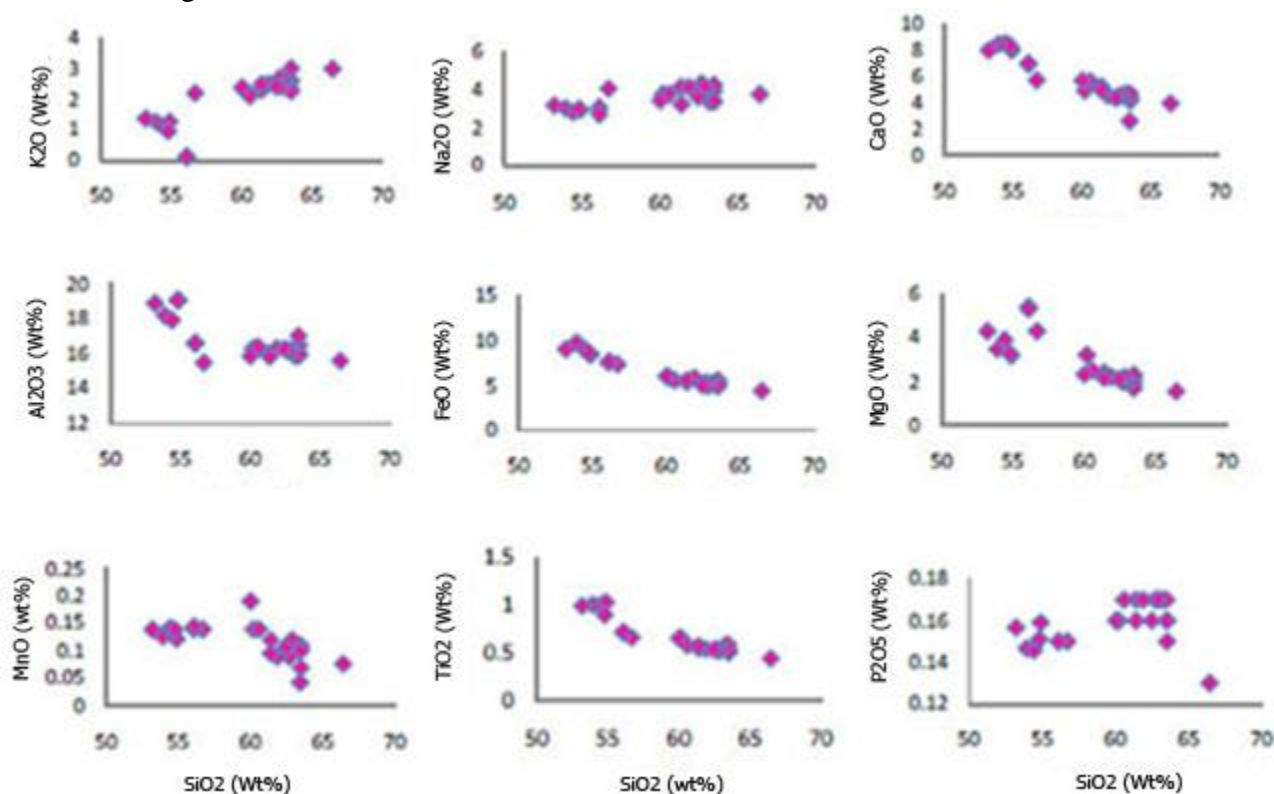 K2O (Wt%)
4
3
2
1
0
50 55 60 65 70
Na2O (Wt%)
6
4
2
0
50 55 60 65 70
CaO (Wt%)
10
8
6
4
2
0
50 55 60 65 70
Al2O3 (Wt%)
20
18
16
14
12
50 55 60 65 70
FeO (Wt%)
15
10
5
0
50 55 60 65 70
MgO (Wt%)
6
4
2
0
50 55 60 65 70
MnO (wt%)
0.25
0.2
0.15
0.1
0.05
0
50 55 60 65 70
SiO2 (Wt%)
TiO2 (Wt%)
1.5
1
0.5
0
50 55 60 65 70
SiO2 (wt%)
P2O5 (Wt%)
0.18
0.16
0.14
0.12
50 55 60 65 70
SiO2 (Wt%)